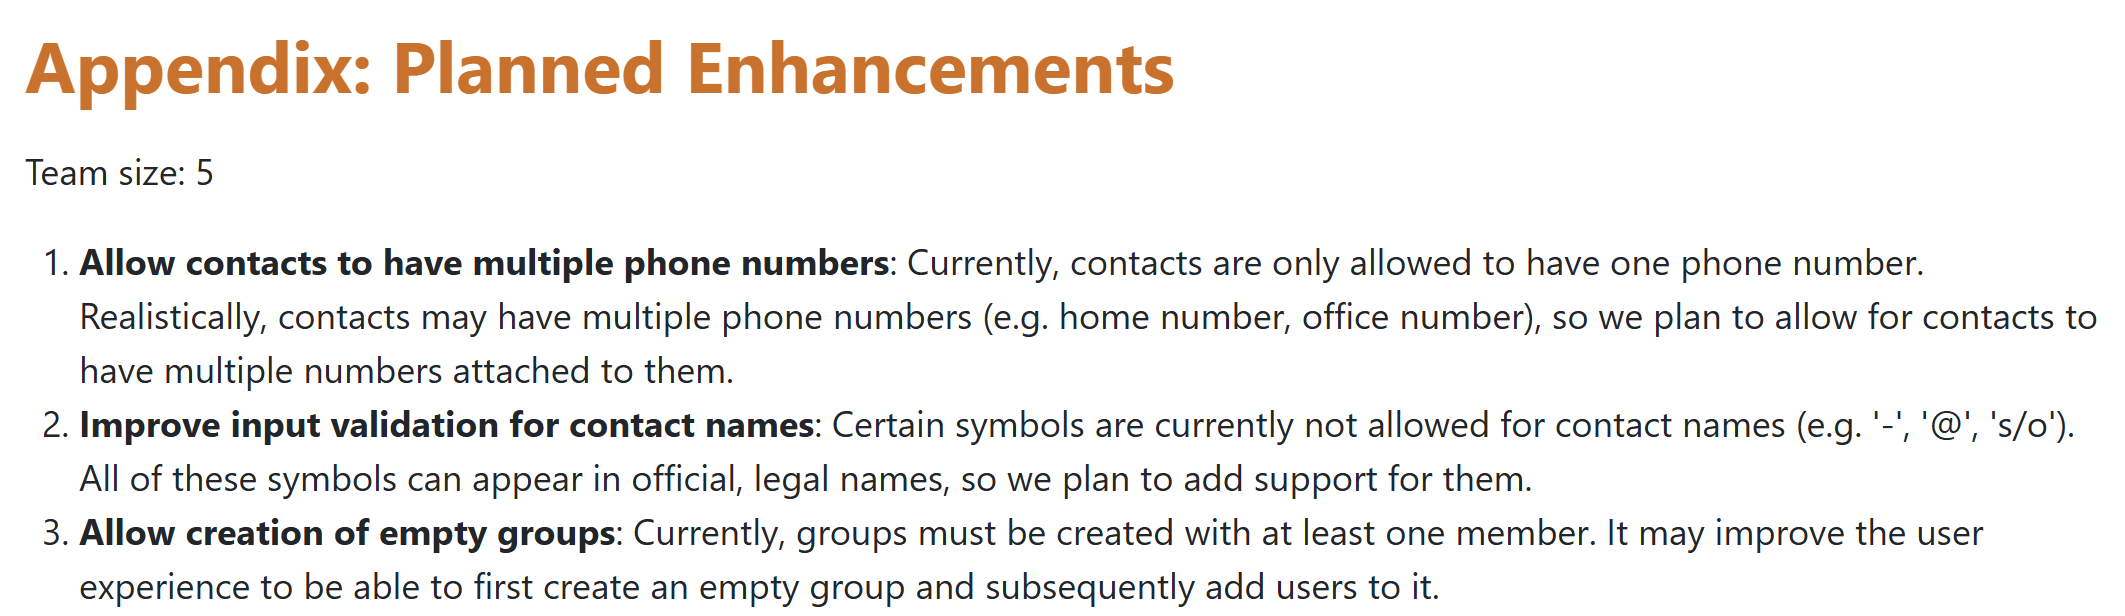 Appendix: Planned Enhancements
Team size: 5
1. Allow contacts to have multiple phone numbers: Currently, contacts are only allowed to have one phone number.
Realistically, contacts may have multiple phone numbers (e.g. home number, office number), so we plan to allow for contacts to
have multiple numbers attached to them.
2. Improve input validation for contact names: Certain symbols are currently not allowed for contact names (e.g. '-', '@', 's/o').
All of these symbols can appear in official, legal names, so we plan to add support for them.
3. Allow creation of empty groups: Currently, groups must be created with at least one member. It may improve the user
experience to be able to first create an empty group and subsequently add users to it.